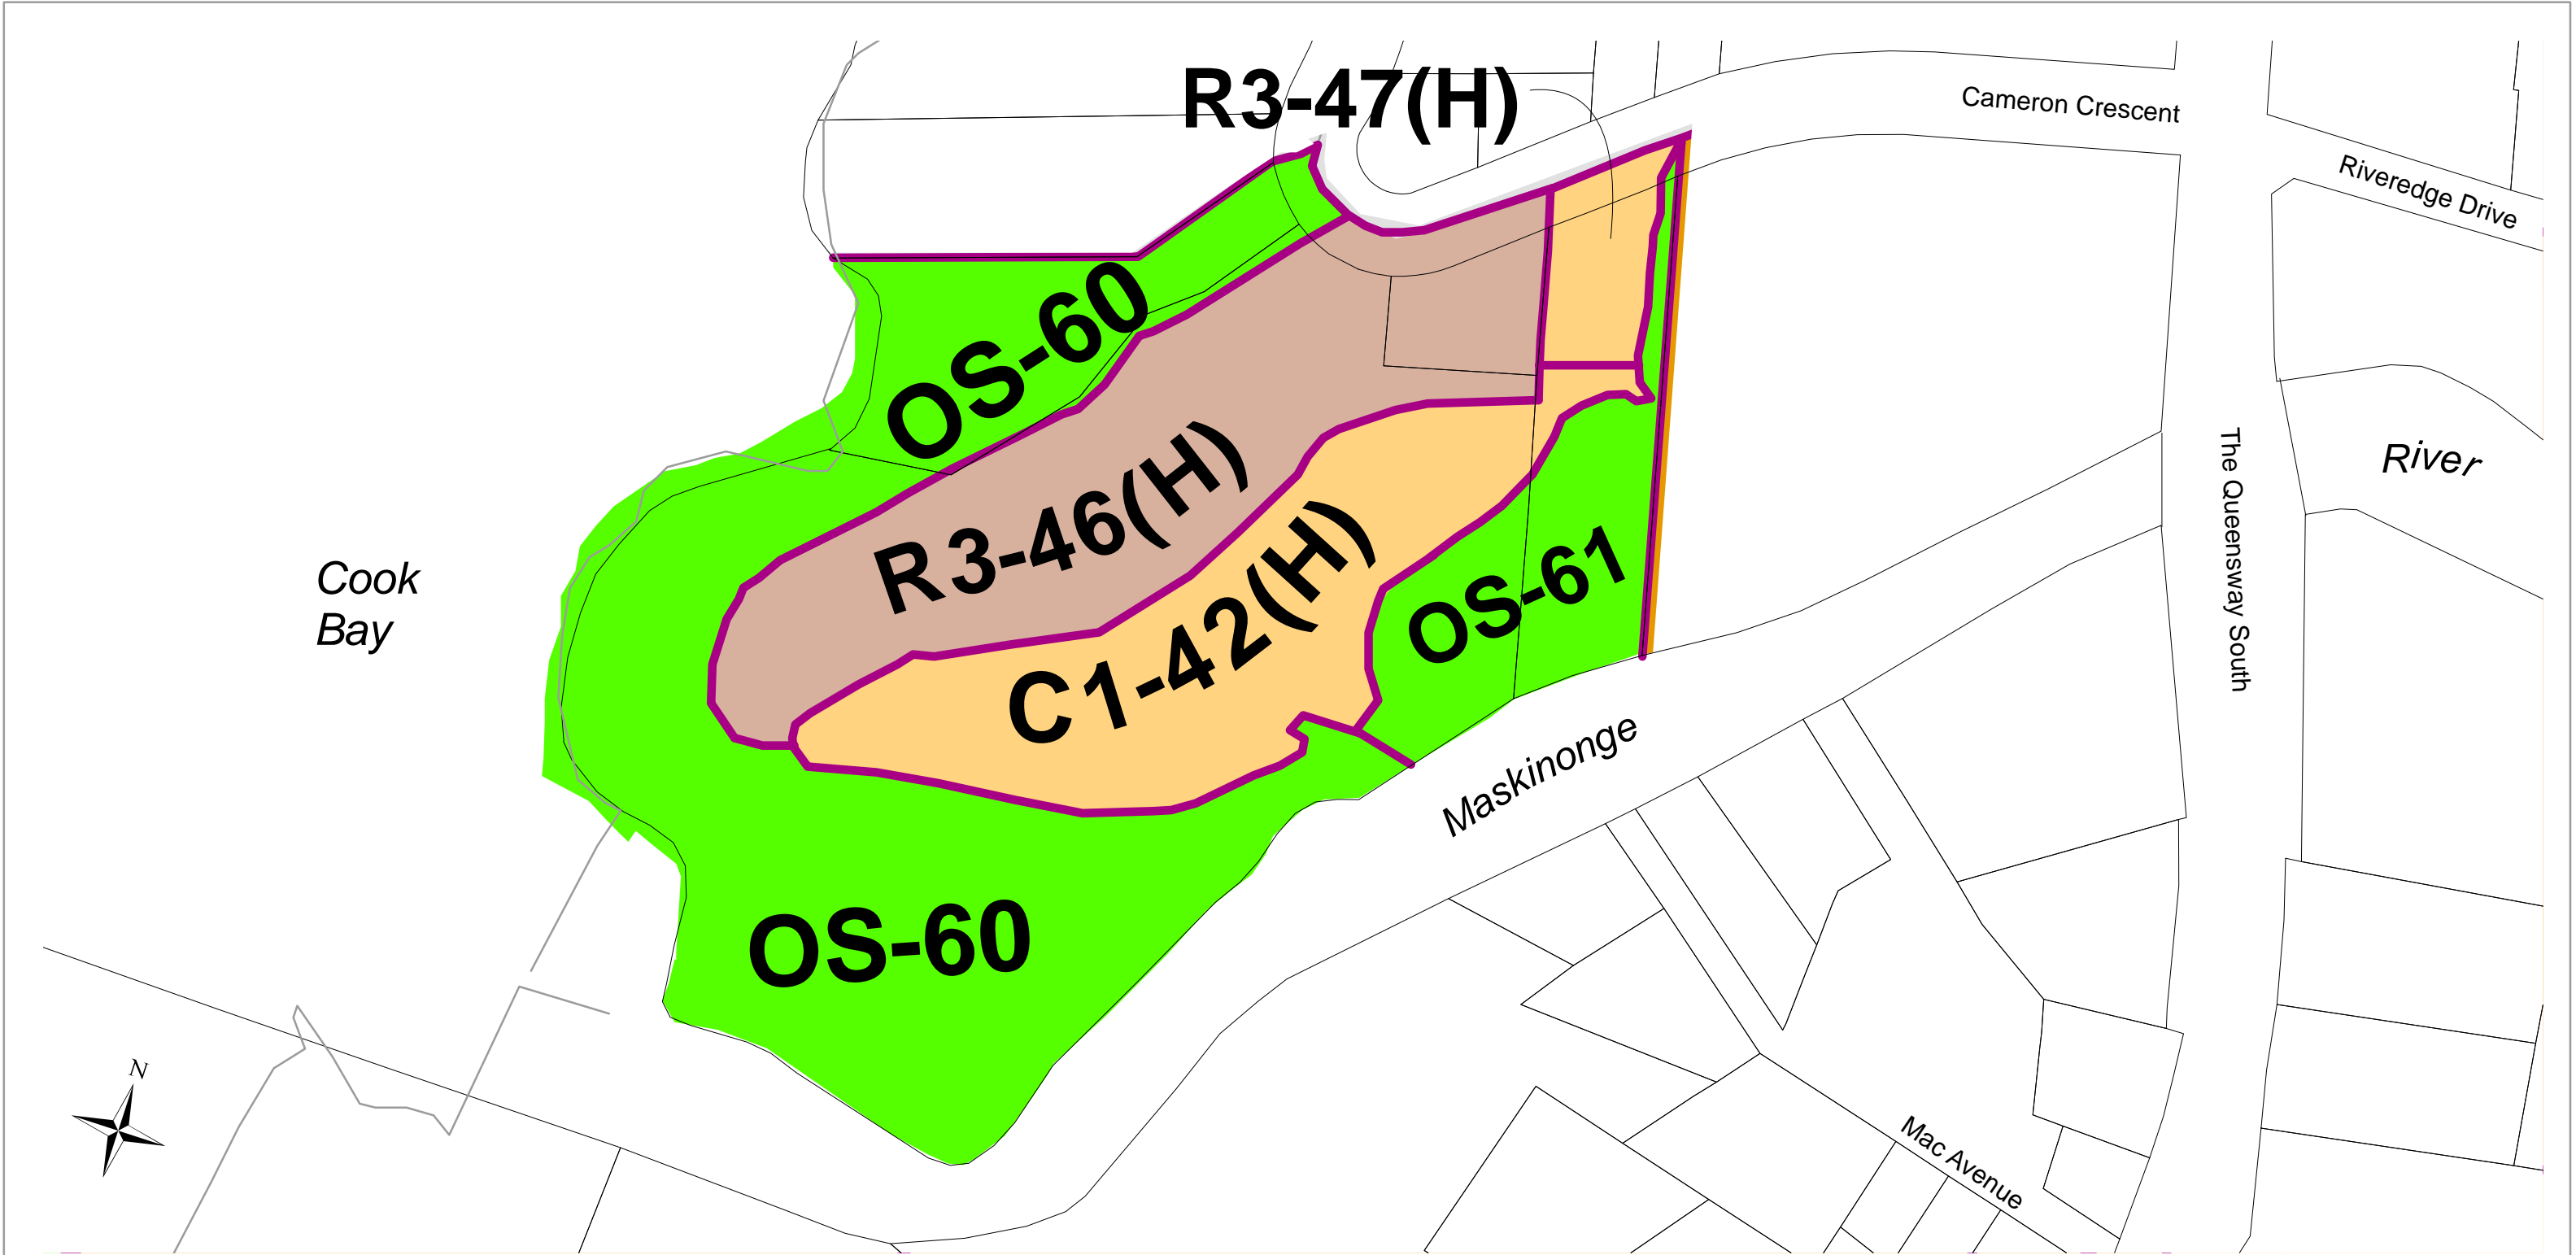 R3-47(H)
Cameron Crescent
Riveredge Drive
OS-60
River
R3-46(H)
The Queensway South
C1-42(H)
OS-61
Cook
Bay
Maskinonge
OS-60
N
Mac Avenue